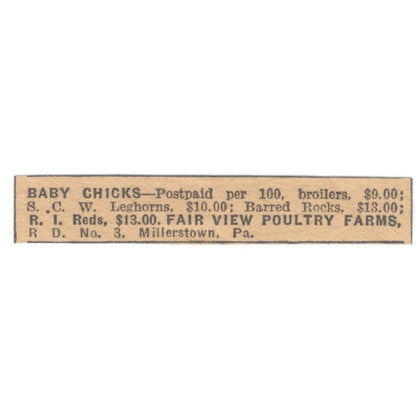 BABY CHICKS—Postpaid per 100, broilers, $9.00;
S. C. W. Leghorns, $10.00; Barred Rocks, $13.00;
R. I. Reds, $13.00. FAIR VIEW POULTRY FARMS,
R D. No. 3, Millerstown, Pa.